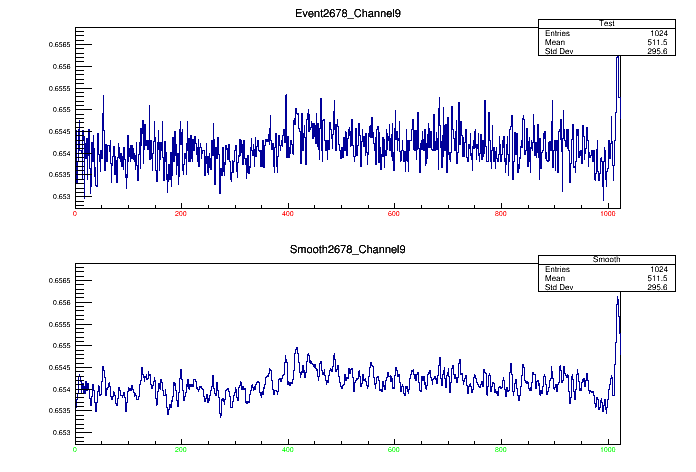 Event2678_Channel9
Test
Entries 1024
Mean 511.5
Std Dev 295.6
0.6565
0.656
0.6555
0.655
0.6545
0.654
0.6535
0.653
0 200 400 600 800 1000
Smooth2678_Channel9
Smooth
Entries 1024
Mean 511.5
Std Dev 295.6
0.6565
0.656
0.6555
0.655
0.6545
0.654
0.6535
0.653
0 200 400 600 800 1000